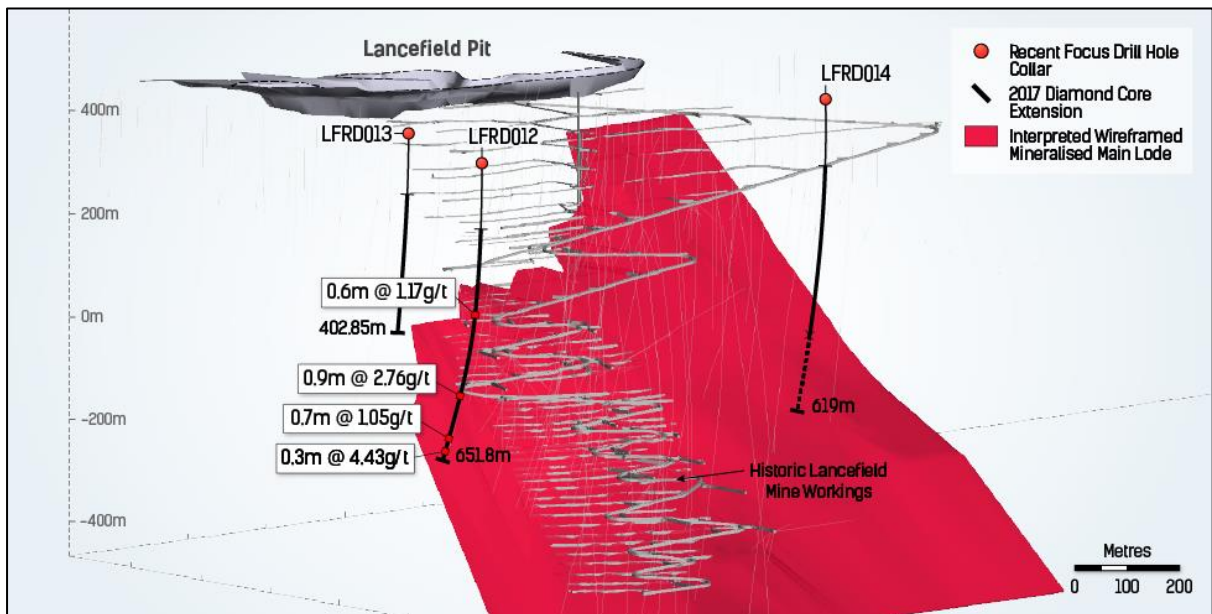 Lancefield Pit
Recent Focus Drill Hole
Collar
2017 Diamond Core
Extension
Interpreted Wireframed
Mineralised Main Lode
LFRD014
400m
LFRD013
LFRD012
200m
0.6m @ 1.17g/t
0m
402.85m
0.9m @ 2.76g/t
-200m
0.7m @ 1.05g/t
619m
0.3m @ 4.43g/t
651.8m
Historic Lancefield
Mine Workings
-400m
Metres
0 100 200